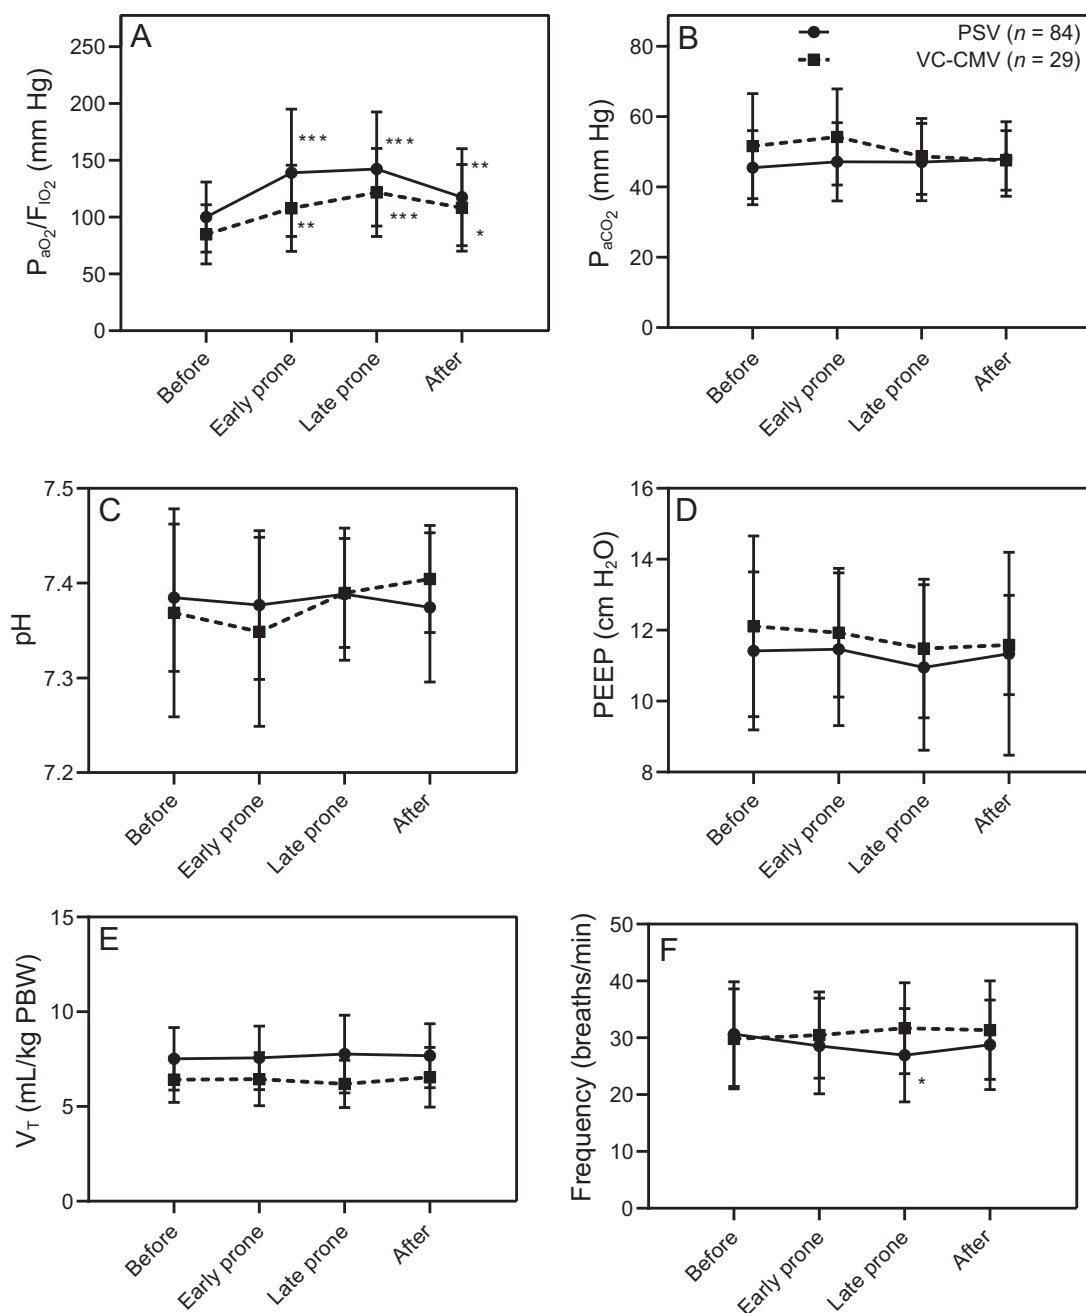 A
PaO2/FIO2 (mm Hg)
250
200
150
100
50
0
***
***
**
**
***
*
Before
Early prone
Late prone
After
B
PSV (n = 84)
VC-CMV (n = 29)
PaCO2 (mm Hg)
80
60
40
20
0
Before
Early prone
Late prone
After
C
pH
7.5
7.4
7.3
7.2
Before
Early prone
Late prone
After
D
PEEP (cm H2O)
16
14
12
10
8
Before
Early prone
Late prone
After
E
VT (mL/kg PBW)
15
10
5
0
Before
Early prone
Late prone
After
F
Frequency (breaths/min)
50
40
30
20
10
0
*
Before
Early prone
Late prone
After